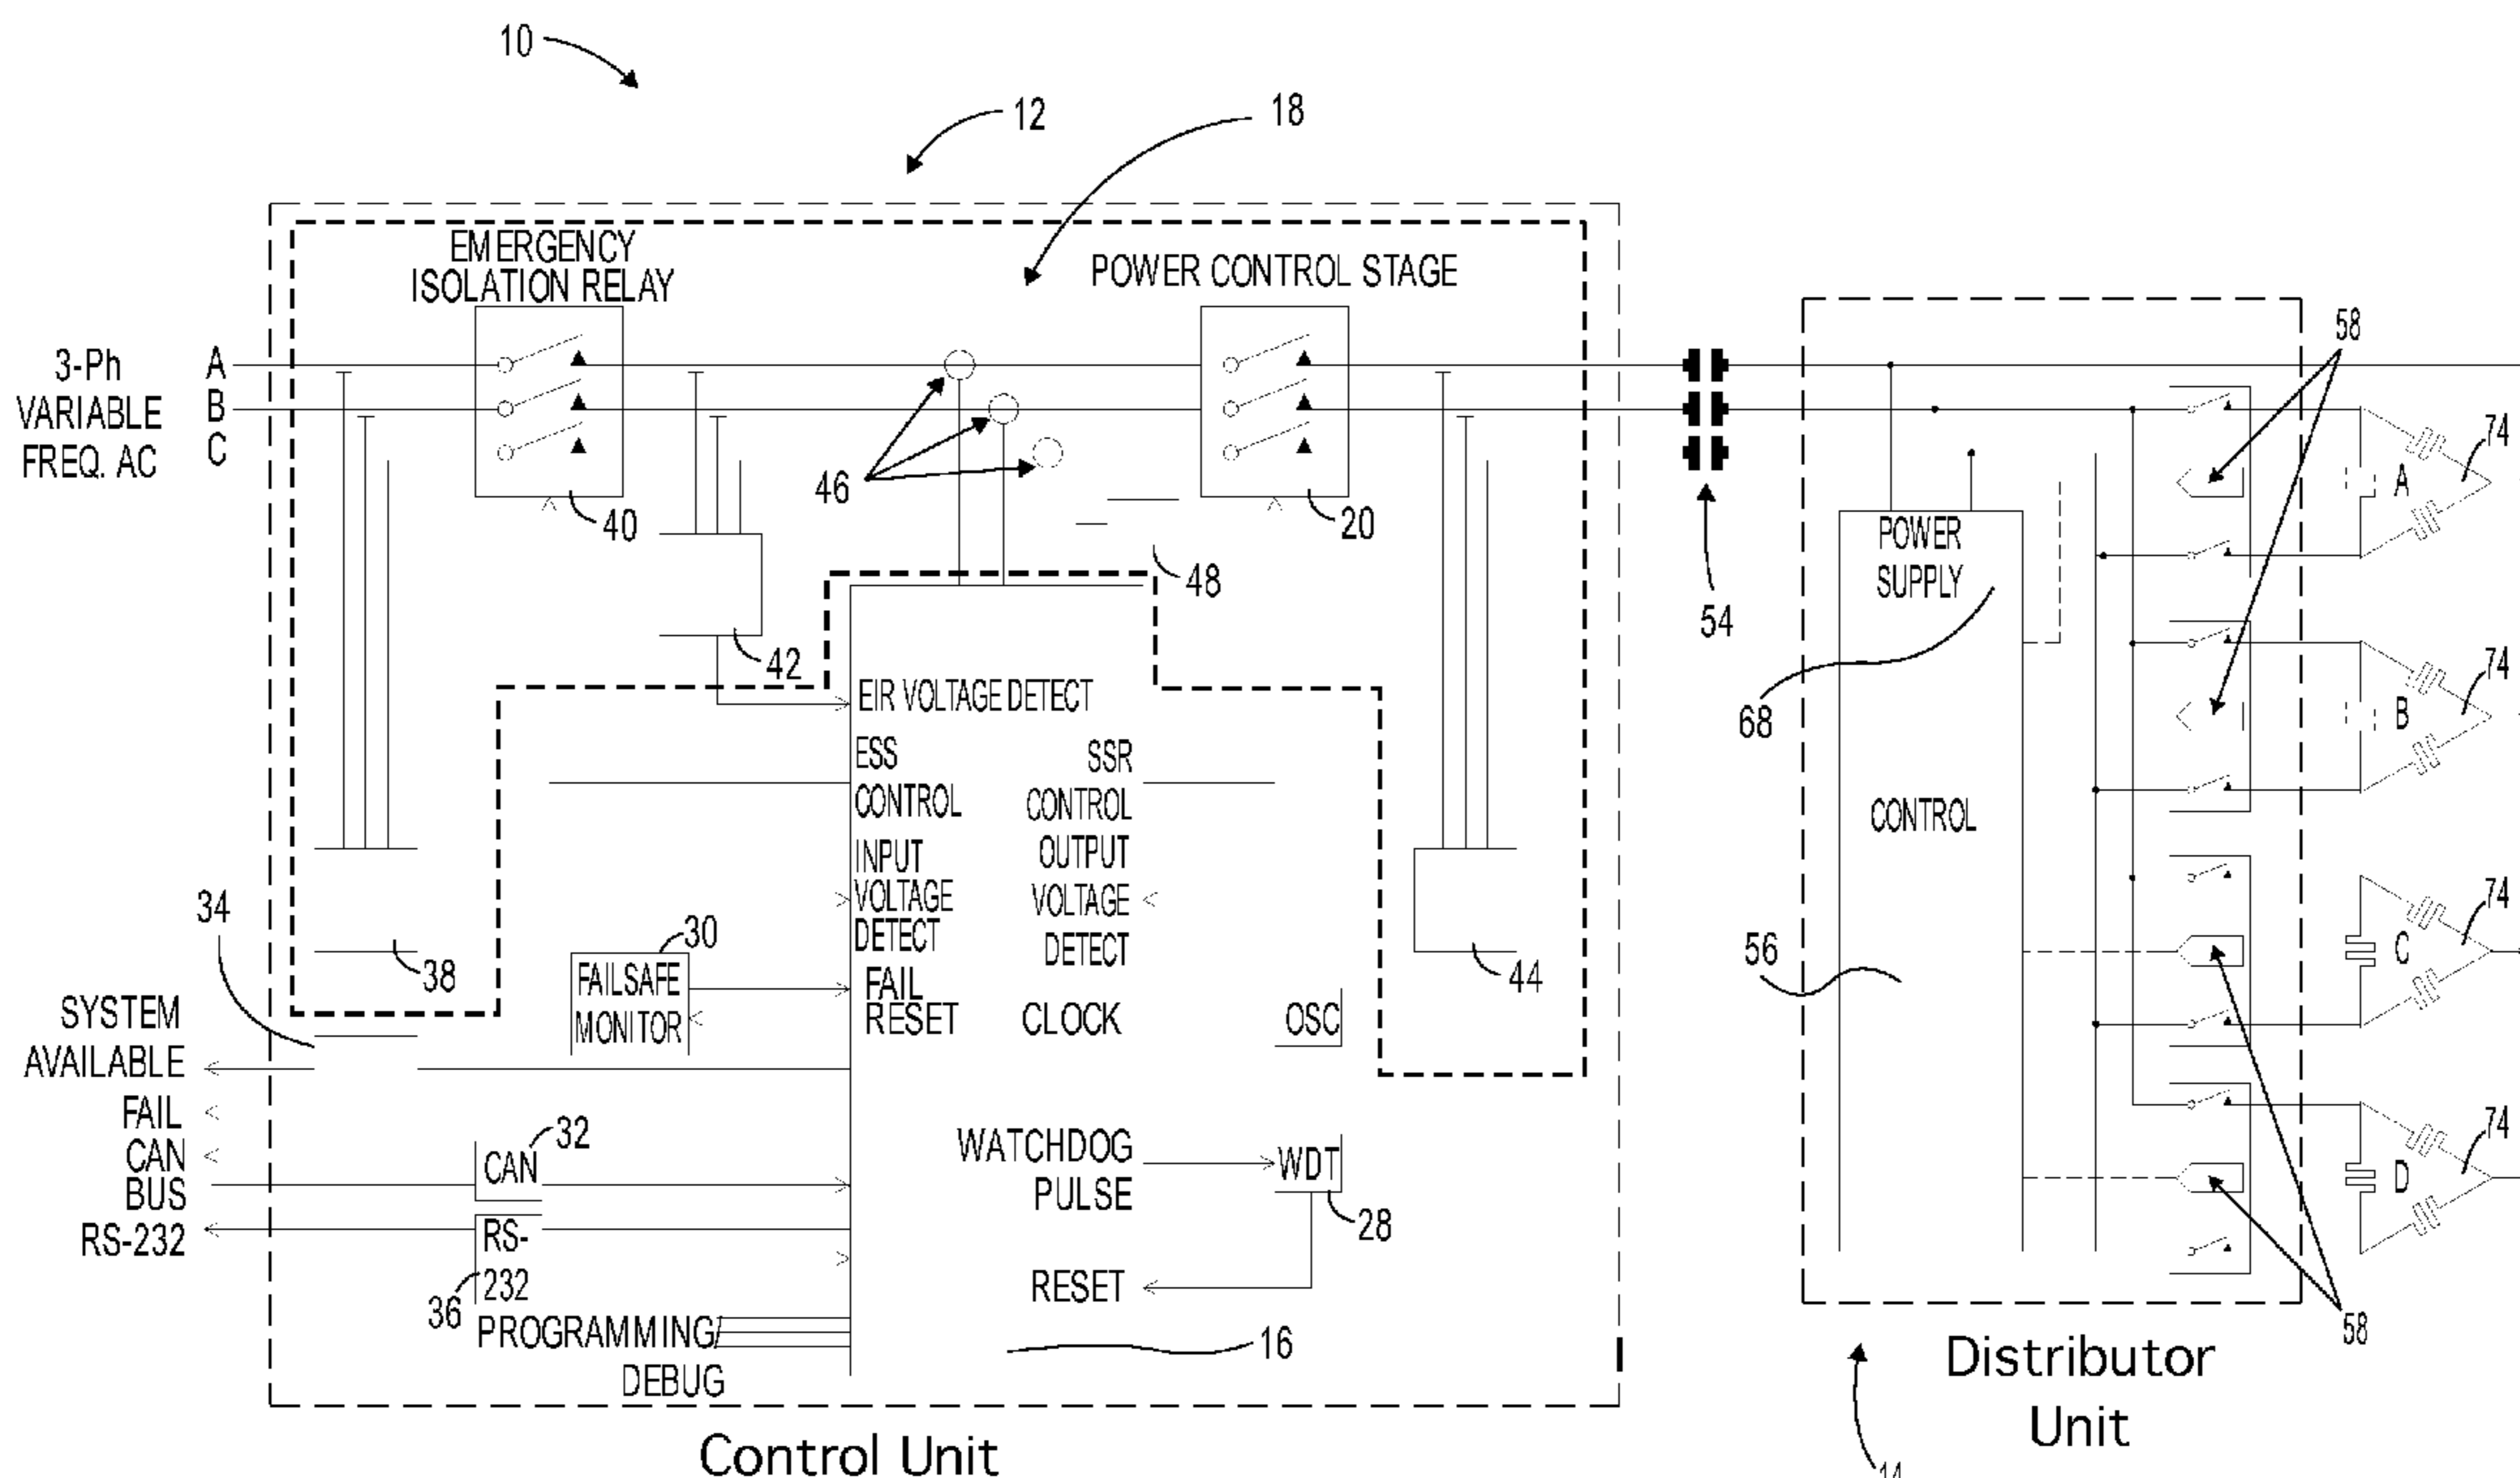 10
12
18
EMERGENCY
ISOLATION RELAY
POWER CONTROL STAGE
3-Ph
VARIABLE
FREQ. AC
A
B
C
40
46
20
48
42
54
58
POWER
SUPPLY
68
CONTROL
56
A
74
B
74
C
74
D
74
58
EIR VOLTAGE DETECT
ESS
CONTROL
SSR
CONTROL
INPUT
VOLTAGE
DETECT
OUTPUT
VOLTAGE
DETECT
34
38
30
FAILSAFE
MONITOR
FAIL
RESET
CLOCK
OSC
44
SYSTEM
AVAILABLE
FAIL
CAN
BUS
RS-232
32
CAN
36
RS-
232
WATCHDOG
PULSE
WDT
28
RESET
PROGRAMMING/
DEBUG
16
Control Unit
Distributor
Unit
14